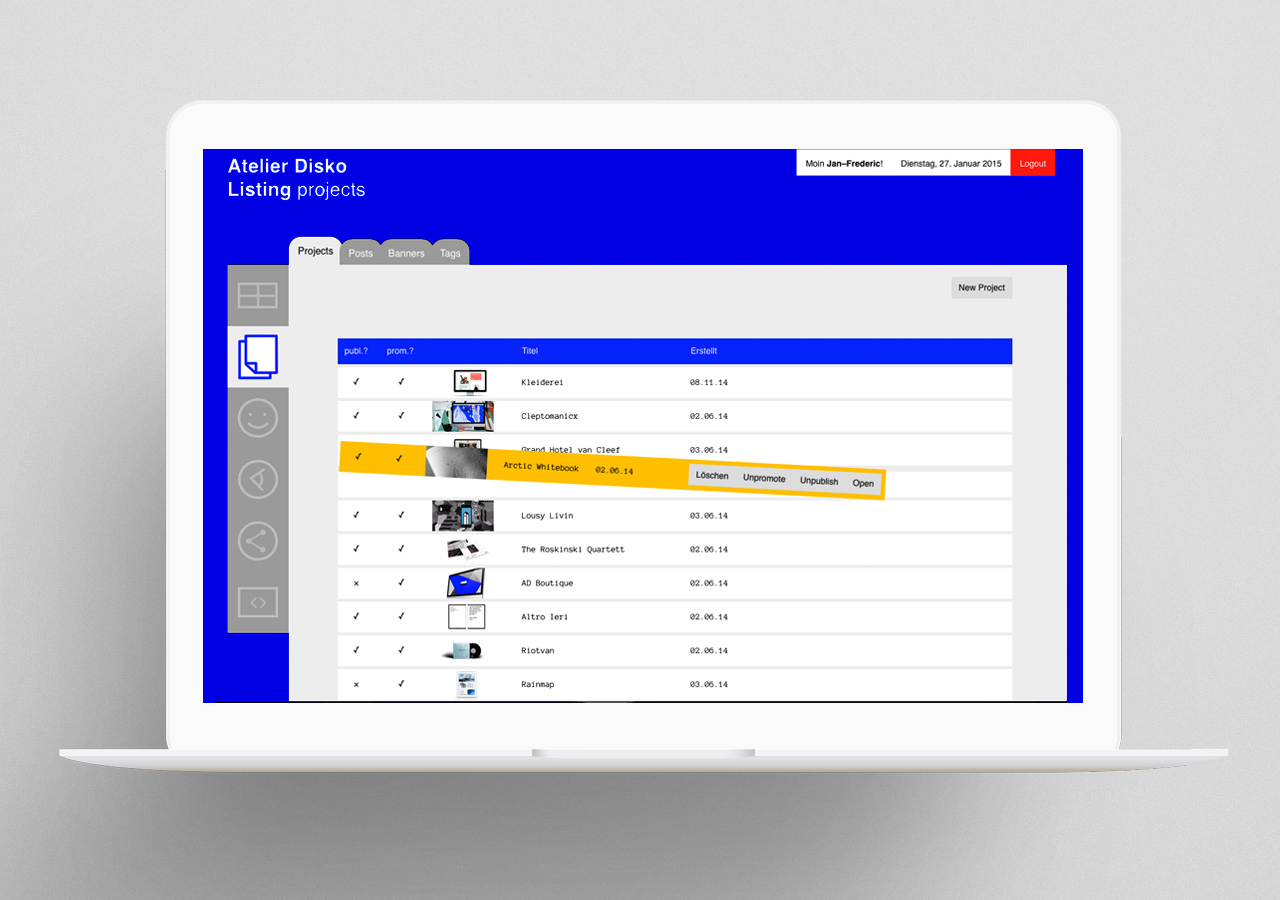 Atelier Disko
Listing projects
Moin Jan–Frederic! Dienstag, 27. Januar 2015 Logout
Projects Posts Banners Tags
New Project
publ.? prom.? Titel Erstellt
✓ ✓ Kleiderei 08.11.14
✓ ✓ Cleptomanicx 02.06.14
Grand Hotel van Cleef 03.06.14
✓ ✓ Arctic Whitebook 02.06.14 Löschen Unpromote Unpublish Open
✓ ✓ Lousy Livin 03.06.14
✓ ✓ The Roskinski Quartett 02.06.14
x ✓ AD Boutique 02.06.14
✓ ✓ Altro Ieri 02.06.14
✓ ✓ Riotvan 02.06.14
x ✓ Rainmap 03.06.14